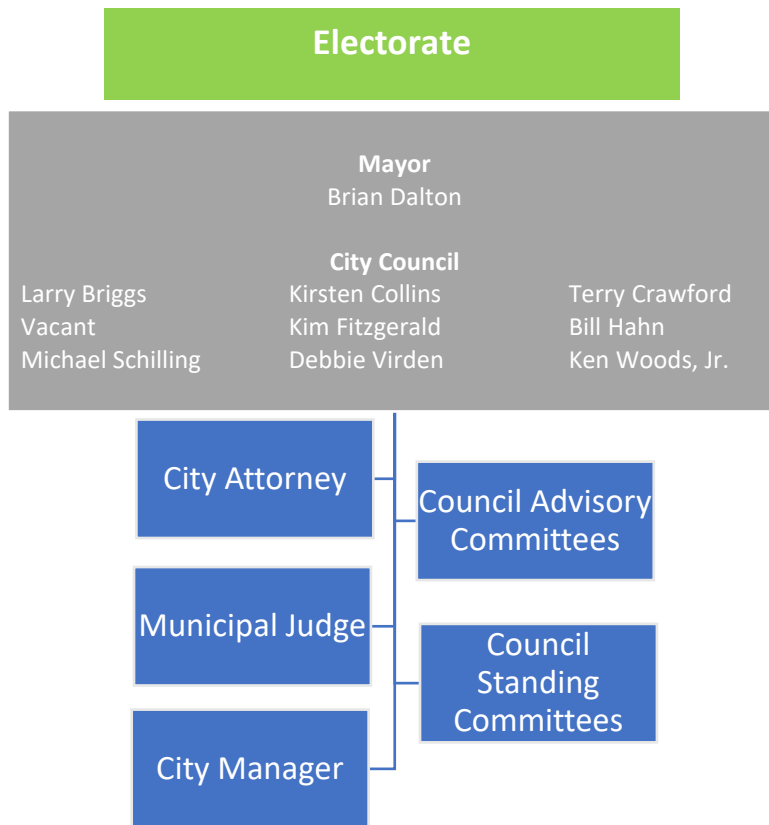 Electorate
Mayor
Brian Dalton
City Council
Larry Briggs Kirsten Collins Terry Crawford
Vacant Kim Fitzgerald Bill Hahn
Michael Schilling Debbie Virden Ken Woods, Jr.
City Attorney
Council Advisory
Committees
Municipal Judge
Council
Standing
Committees
City Manager